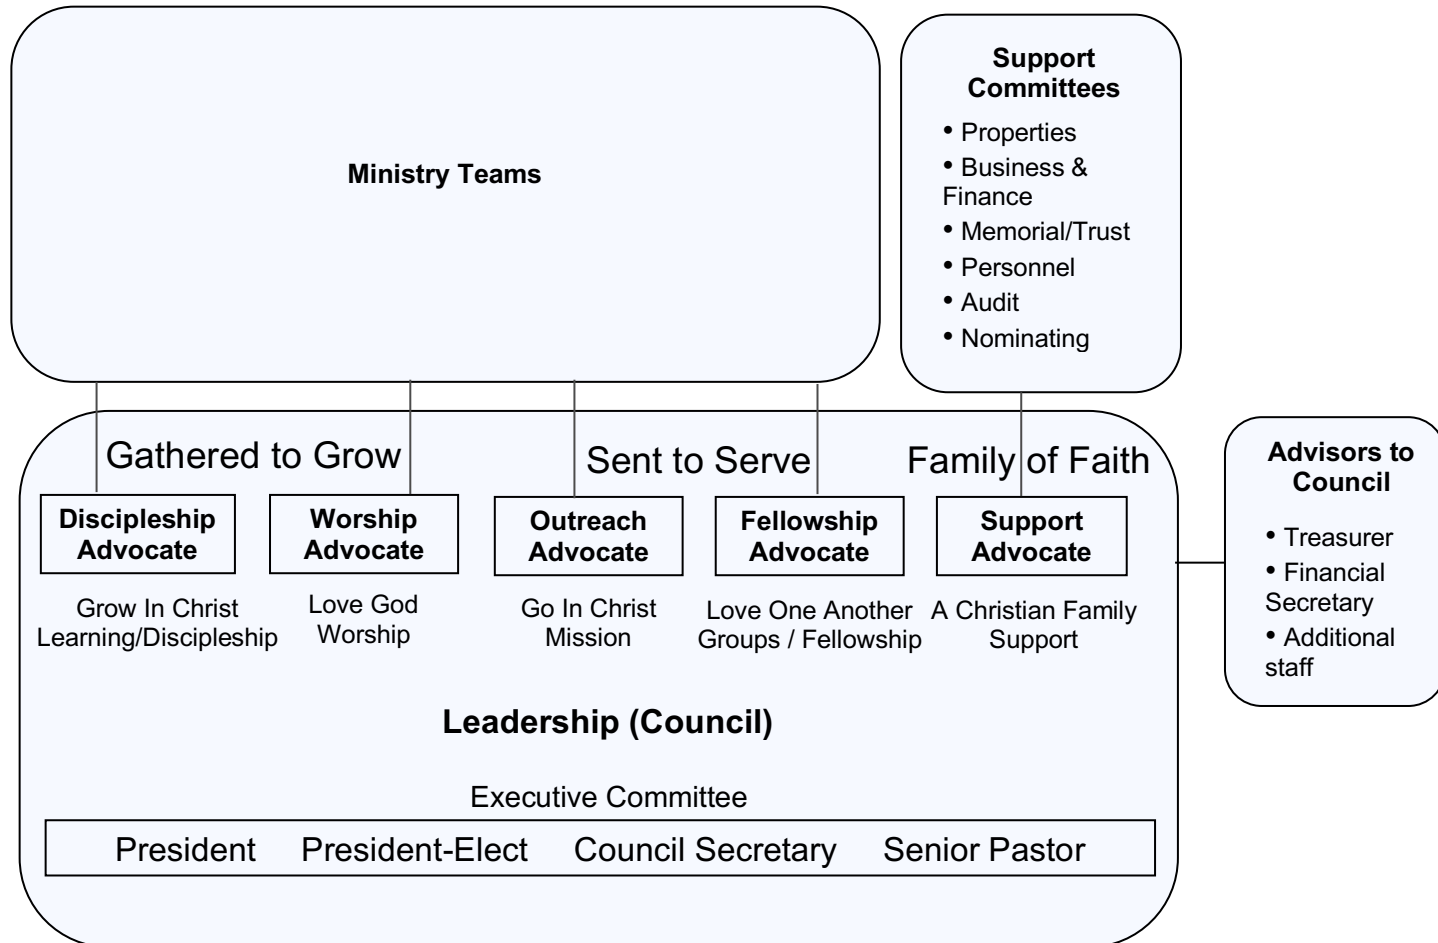 Ministry Teams
Support
Committees
• Properties
• Business &
Finance
• Memorial/Trust
• Personnel
• Audit
• Nominating
Gathered to Grow
Sent to Serve
Family of Faith
Discipleship
Advocate
Worship
Advocate
Outreach
Advocate
Fellowship
Advocate
Support
Advocate
Grow In Christ
Learning/Discipleship
Love God
Worship
Go In Christ
Mission
Love One Another
Groups / Fellowship
A Christian Family
Support
Advisors to
Council
• Treasurer
• Financial
Secretary
• Additional
staff
Leadership (Council)
Executive Committee
President President-Elect Council Secretary Senior Pastor